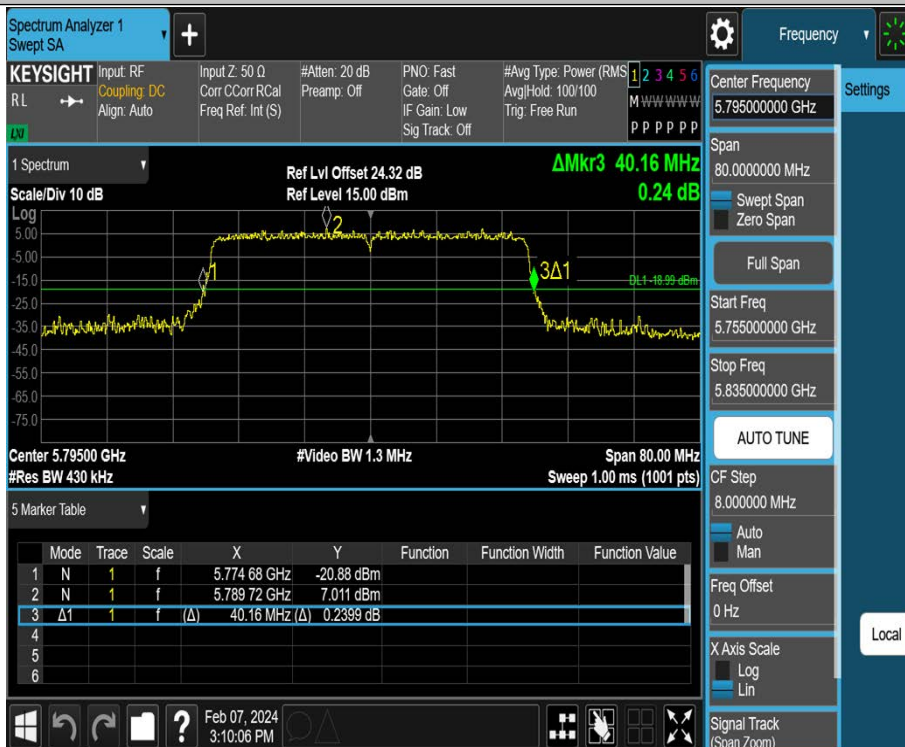 Spectrum Analyzer 1
Swept SA
+
Frequency
KEYSIGHT
RL
LXI
Input: RF
Coupling: DC
Align: Auto
Input Z: 50 Ω
Corr CCorr RCal
Freq Ref: Int (S)
#Atten: 20 dB
Preamp: Off
PNO: Fast
Gate: Off
IF Gain: Low
Sig Track: Off
#Avg Type: Power (RMS
Avg|Hold: 100/100
Trig: Free Run
1 2 3 4 5 6
M W W W W W
P P P P P P
1 Spectrum
Scale/Div 10 dB
Ref Lvl Offset 24.32 dB
Ref Level 15.00 dBm
ΔMkr3 40.16 MHz
0.24 dB
Log
5.00
-5.00
-15.0
-25.0
-35.0
-45.0
-55.0
-65.0
-75.0
1
2
3Δ1
DL1 -18.99 dBm
Center 5.79500 GHz
#Res BW 430 kHz
#Video BW 1.3 MHz
Span 80.00 MHz
Sweep 1.00 ms (1001 pts)
5 Marker Table
Mode Trace Scale X Y Function Function Width Function Value
1 N 1 f 5.774 68 GHz -20.88 dBm
2 N 1 f 5.789 72 GHz 7.011 dBm
3 Δ1 1 f (Δ) 40.16 MHz (Δ) 0.2399 dB
4
5
6
Feb 07, 2024
3:10:06 PM
?
Center Frequency
5.795000000 GHz
Span
80.0000000 MHz
Swept Span
Zero Span
Full Span
Start Freq
5.755000000 GHz
Stop Freq
5.835000000 GHz
AUTO TUNE
CF Step
8.000000 MHz
Auto
Man
Freq Offset
0 Hz
X Axis Scale
Log
Lin
Signal Track
(Span Zoom)
Settings
Local